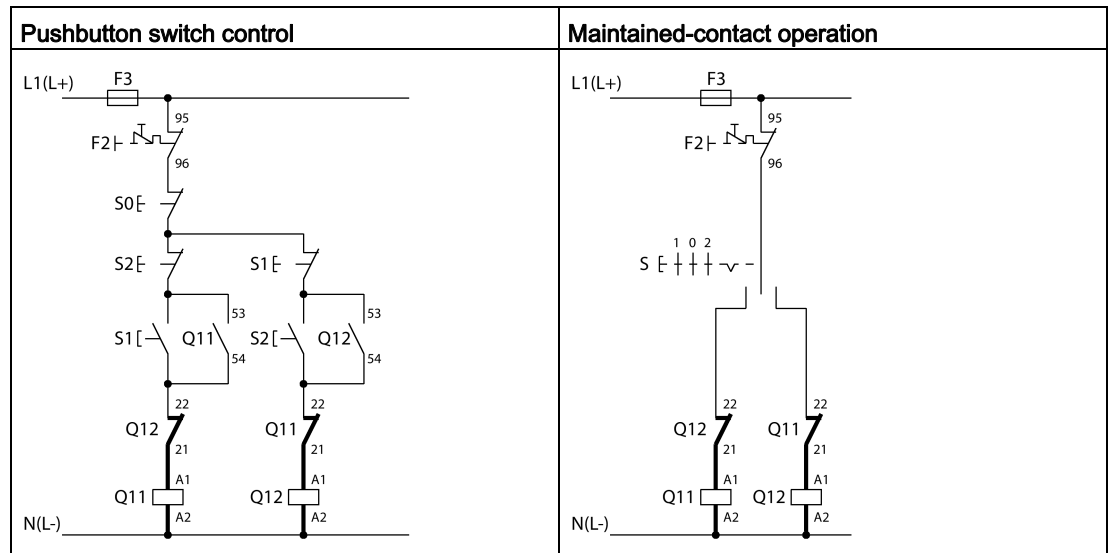 Pushbutton switch control
Maintained-contact operation
L1(L+)
F3
95
F2
96
S0
S2
S1
53
53
S1
Q11
S2
Q12
54
54
22
22
Q12
Q11
21
21
A1
A1
Q11
Q12
A2
A2
N(L-)
L1(L+)
F3
95
F2
96
1 0 2
S
22
22
Q12
Q11
21
21
A1
A1
Q11
Q12
A2
A2
N(L-)